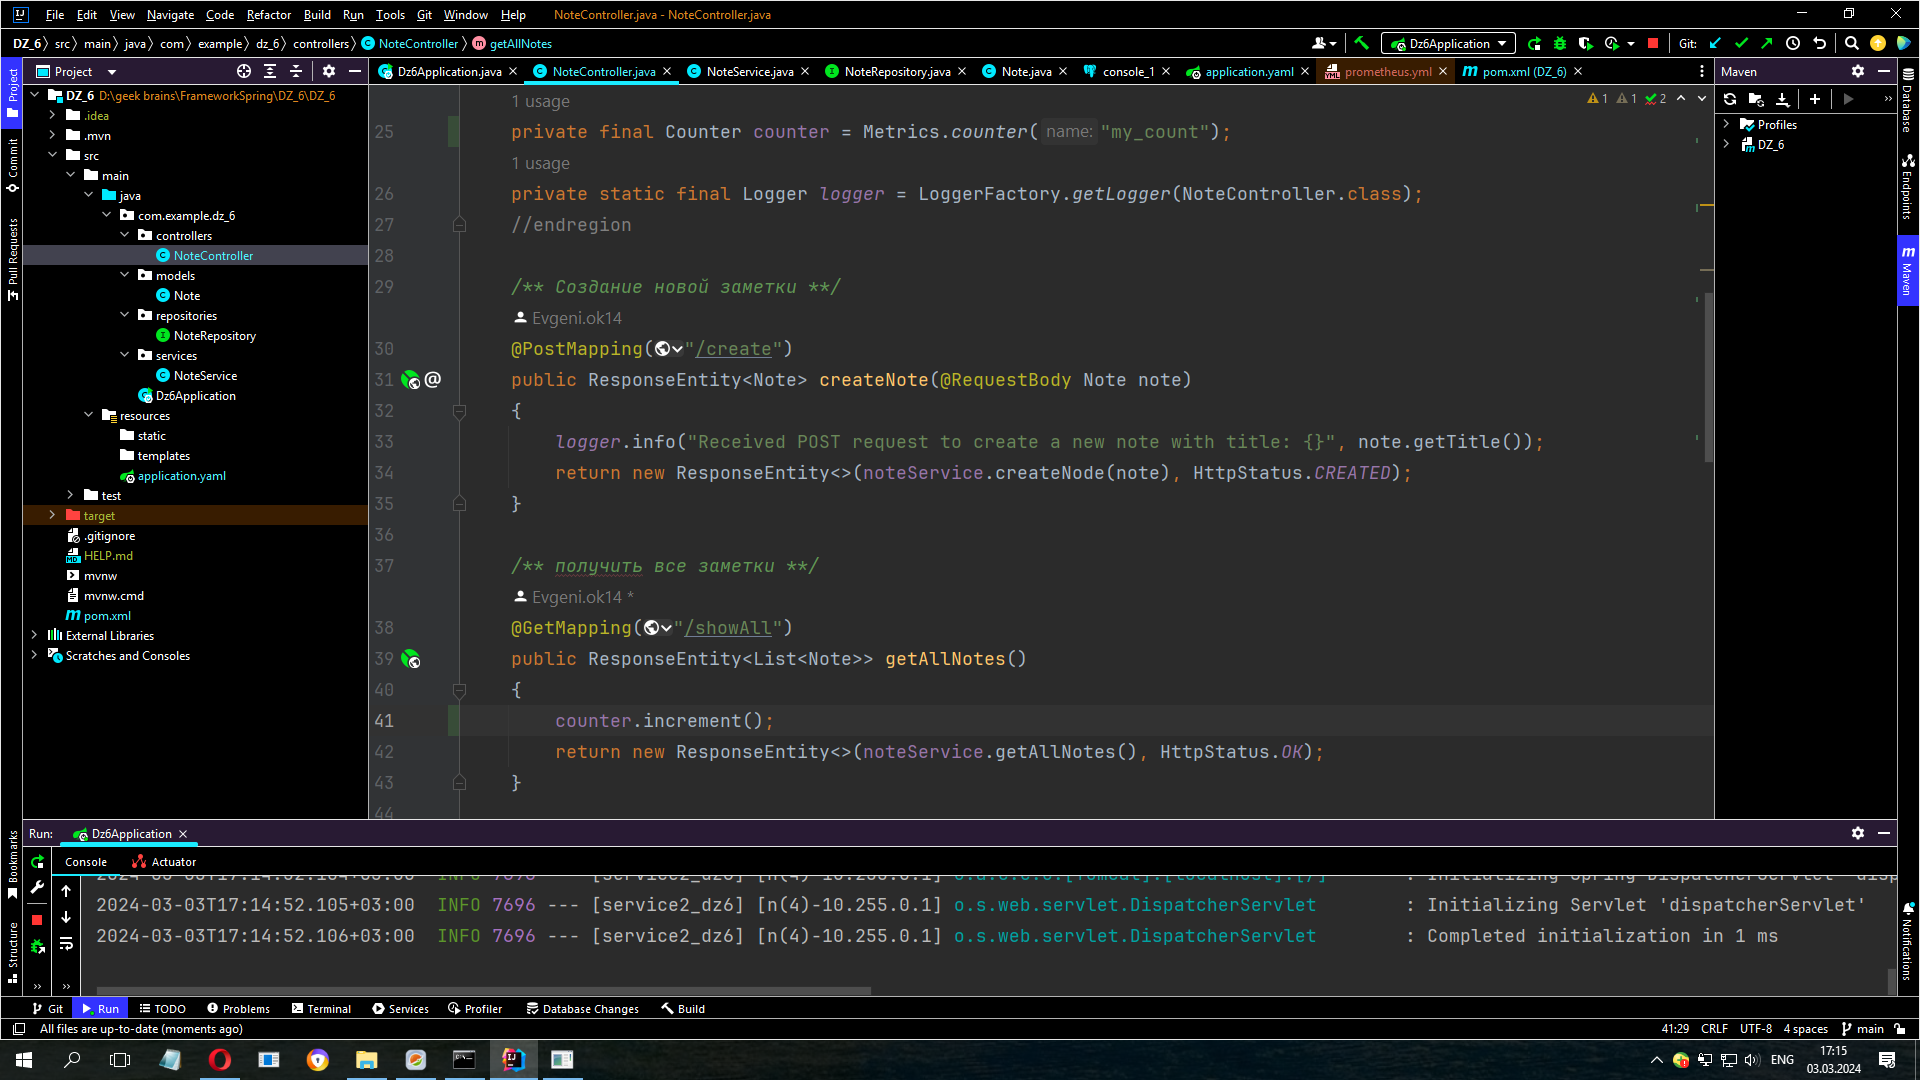 File Edit View Navigate Code Refactor Build Run Tools Git Window Help NoteController.java - NoteController.java
DZ_6 src main java com example dz_6 controllers NoteController getAllNotes Dz6Application Git:
Project
Dz6Application.java NoteController.java NoteService.java NoteRepository.java Note.java console_1 application.yaml prometheus.yml pom.xml (DZ_6)
Maven
Project
Commit
Pull Requests
Bookmarks
Structure
DZ_6 D:\geek brains\FrameworkSpring\DZ_6\DZ_6
.idea
.mvn
src
main
java
com.example.dz_6
controllers
NoteController
models
Note
repositories
NoteRepository
services
NoteService
Dz6Application
resources
static
templates
application.yaml
test
target
.gitignore
HELP.md
mvnw
mvnw.cmd
pom.xml
External Libraries
Scratches and Consoles
1 1 2
1 usage
25 private final Counter counter = Metrics.counter( name: "my_count");
1 usage
26 private static final Logger logger = LoggerFactory.getLogger(NoteController.class);
27 //endregion
28
29 /** Создание новой заметки **/
Evgeni.ok14
30 @PostMapping("/create")
31 public ResponseEntity<Note> createNote(@RequestBody Note note)
32 {
33 logger.info("Received POST request to create a new note with title: {}", note.getTitle());
34 return new ResponseEntity<>(noteService.createNode(note), HttpStatus.CREATED);
35 }
36
37 /** получить все заметки **/
Evgeni.ok14 *
38 @GetMapping("/showAll")
39 public ResponseEntity<List<Note>> getAllNotes()
40 {
41 counter.increment();
42 return new ResponseEntity<>(noteService.getAllNotes(), HttpStatus.OK);
43 }
44
Profiles
DZ_6
Database
Endpoints
Maven
Notifications
Run: Dz6Application
Console Actuator
2024-03-03T17:14:52.105+03:00 INFO 7696 --- [service2_dz6] [n(4)-10.255.0.1] o.s.web.servlet.DispatcherServlet : Initializing Servlet 'dispatcherServlet'
2024-03-03T17:14:52.106+03:00 INFO 7696 --- [service2_dz6] [n(4)-10.255.0.1] o.s.web.servlet.DispatcherServlet : Completed initialization in 1 ms
Git Run TODO Problems Terminal Services Profiler Database Changes Build
All files are up-to-date (moments ago) 41:29 CRLF UTF-8 4 spaces main
ENG 17:15
03.03.2024